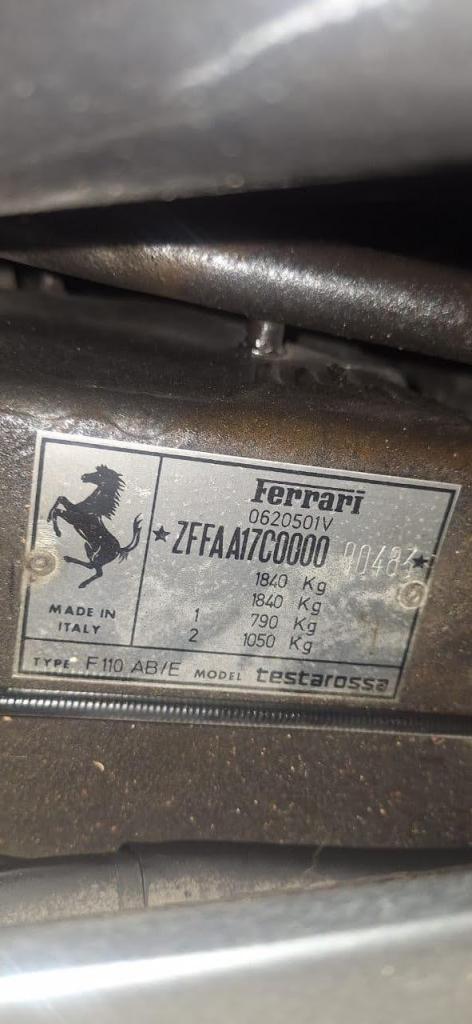 Ferrari
0620501V
★ZFFAA17C0000 ★
1840 Kg
1840 Kg
1 790 Kg
2 1050 Kg
MADE IN
ITALY
TYPE F110 AB/E MODEL testarossa